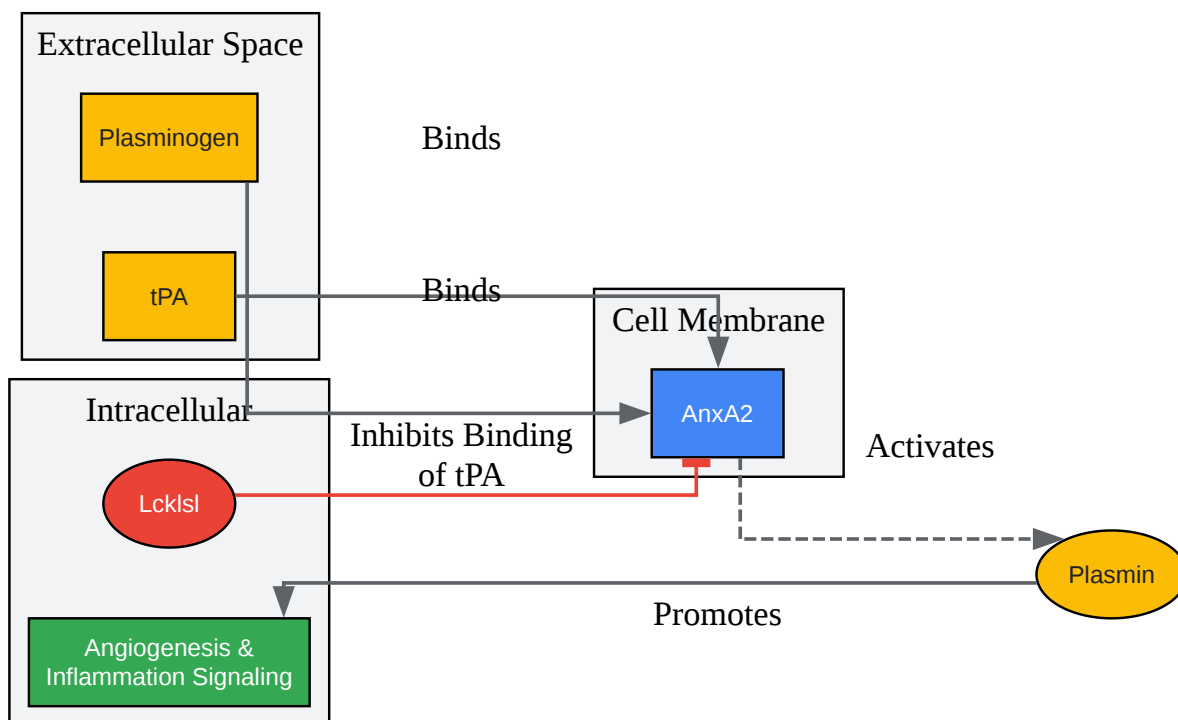 Extracellular Space
Plasminogen
Binds
tPA
Binds
Cell Membrane
Intracellular
AnxA2
Inhibits Binding
of tPA
Activates
Lcklsl
Plasmin
Promotes
Angiogenesis &
Inflammation Signaling